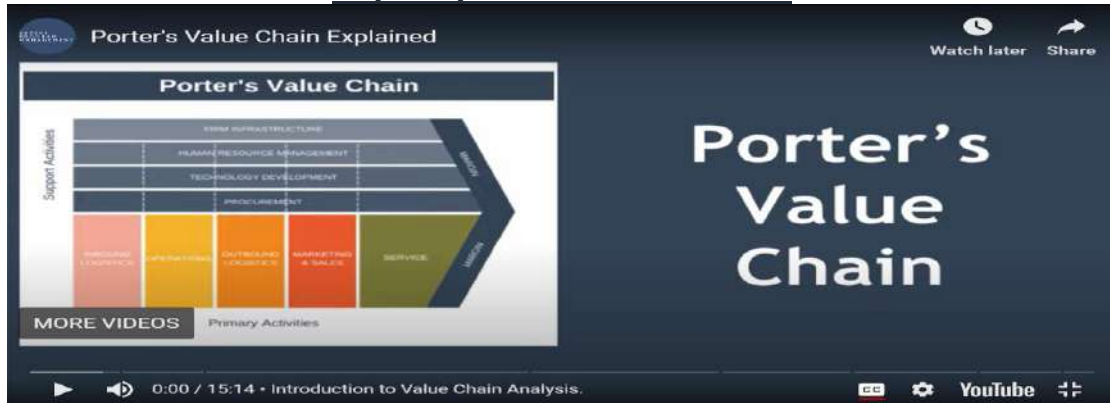 Porter's Value Chain Explained
Watch later
Share
Porter's Value Chain
Support Activities
FIRM INFRASTRUCTURE
HUMAN RESOURCE MANAGEMENT
TECHNOLOGY DEVELOPMENT
PROCUREMENT
MARGIN
INBOUND LOGISTICS
OPERATIONS
OUTBOUND LOGISTICS
MARKETING & SALES
SERVICE
MARGIN
Primary Activities
MORE VIDEOS
Porter's
Value
Chain
0:00 / 15:14 • Introduction to Value Chain Analysis.
CC
YouTube